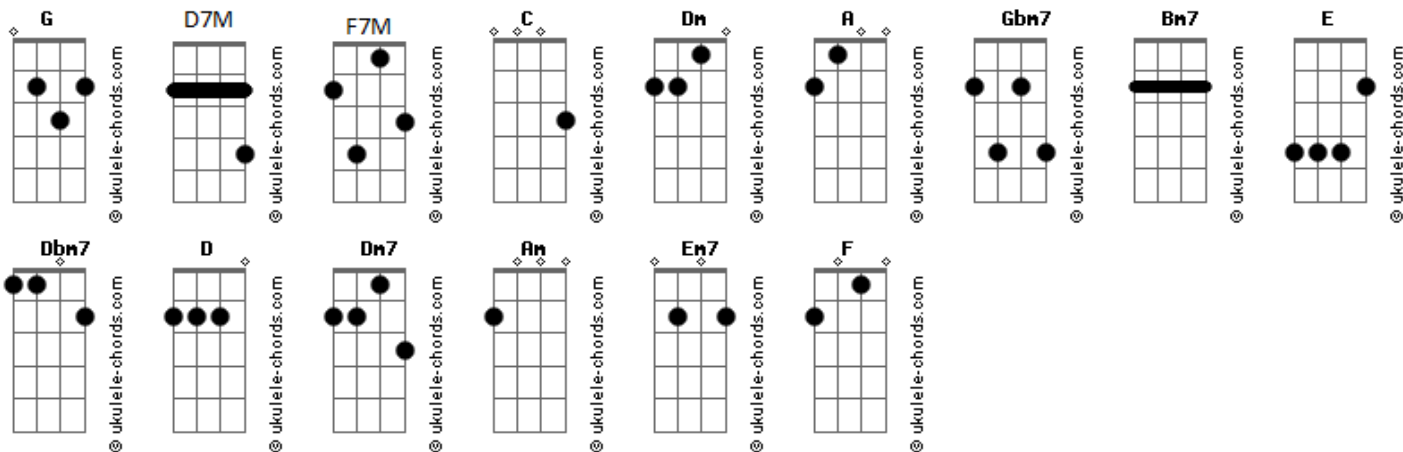 G D7M F7M C Dm A Gbm7 Bm7 E
© ukulele-chords.com © ukulele-chords.com © ukulele-chords.com © ukulele-chords.com © ukulele-chords.com © ukulele-chords.com © ukulele-chords.com © ukulele-chords.com © ukulele-chords.com
Dbm7 D Dm7 Am Em7 F
© ukulele-chords.com © ukulele-chords.com © ukulele-chords.com © ukulele-chords.com © ukulele-chords.com © ukulele-chords.com